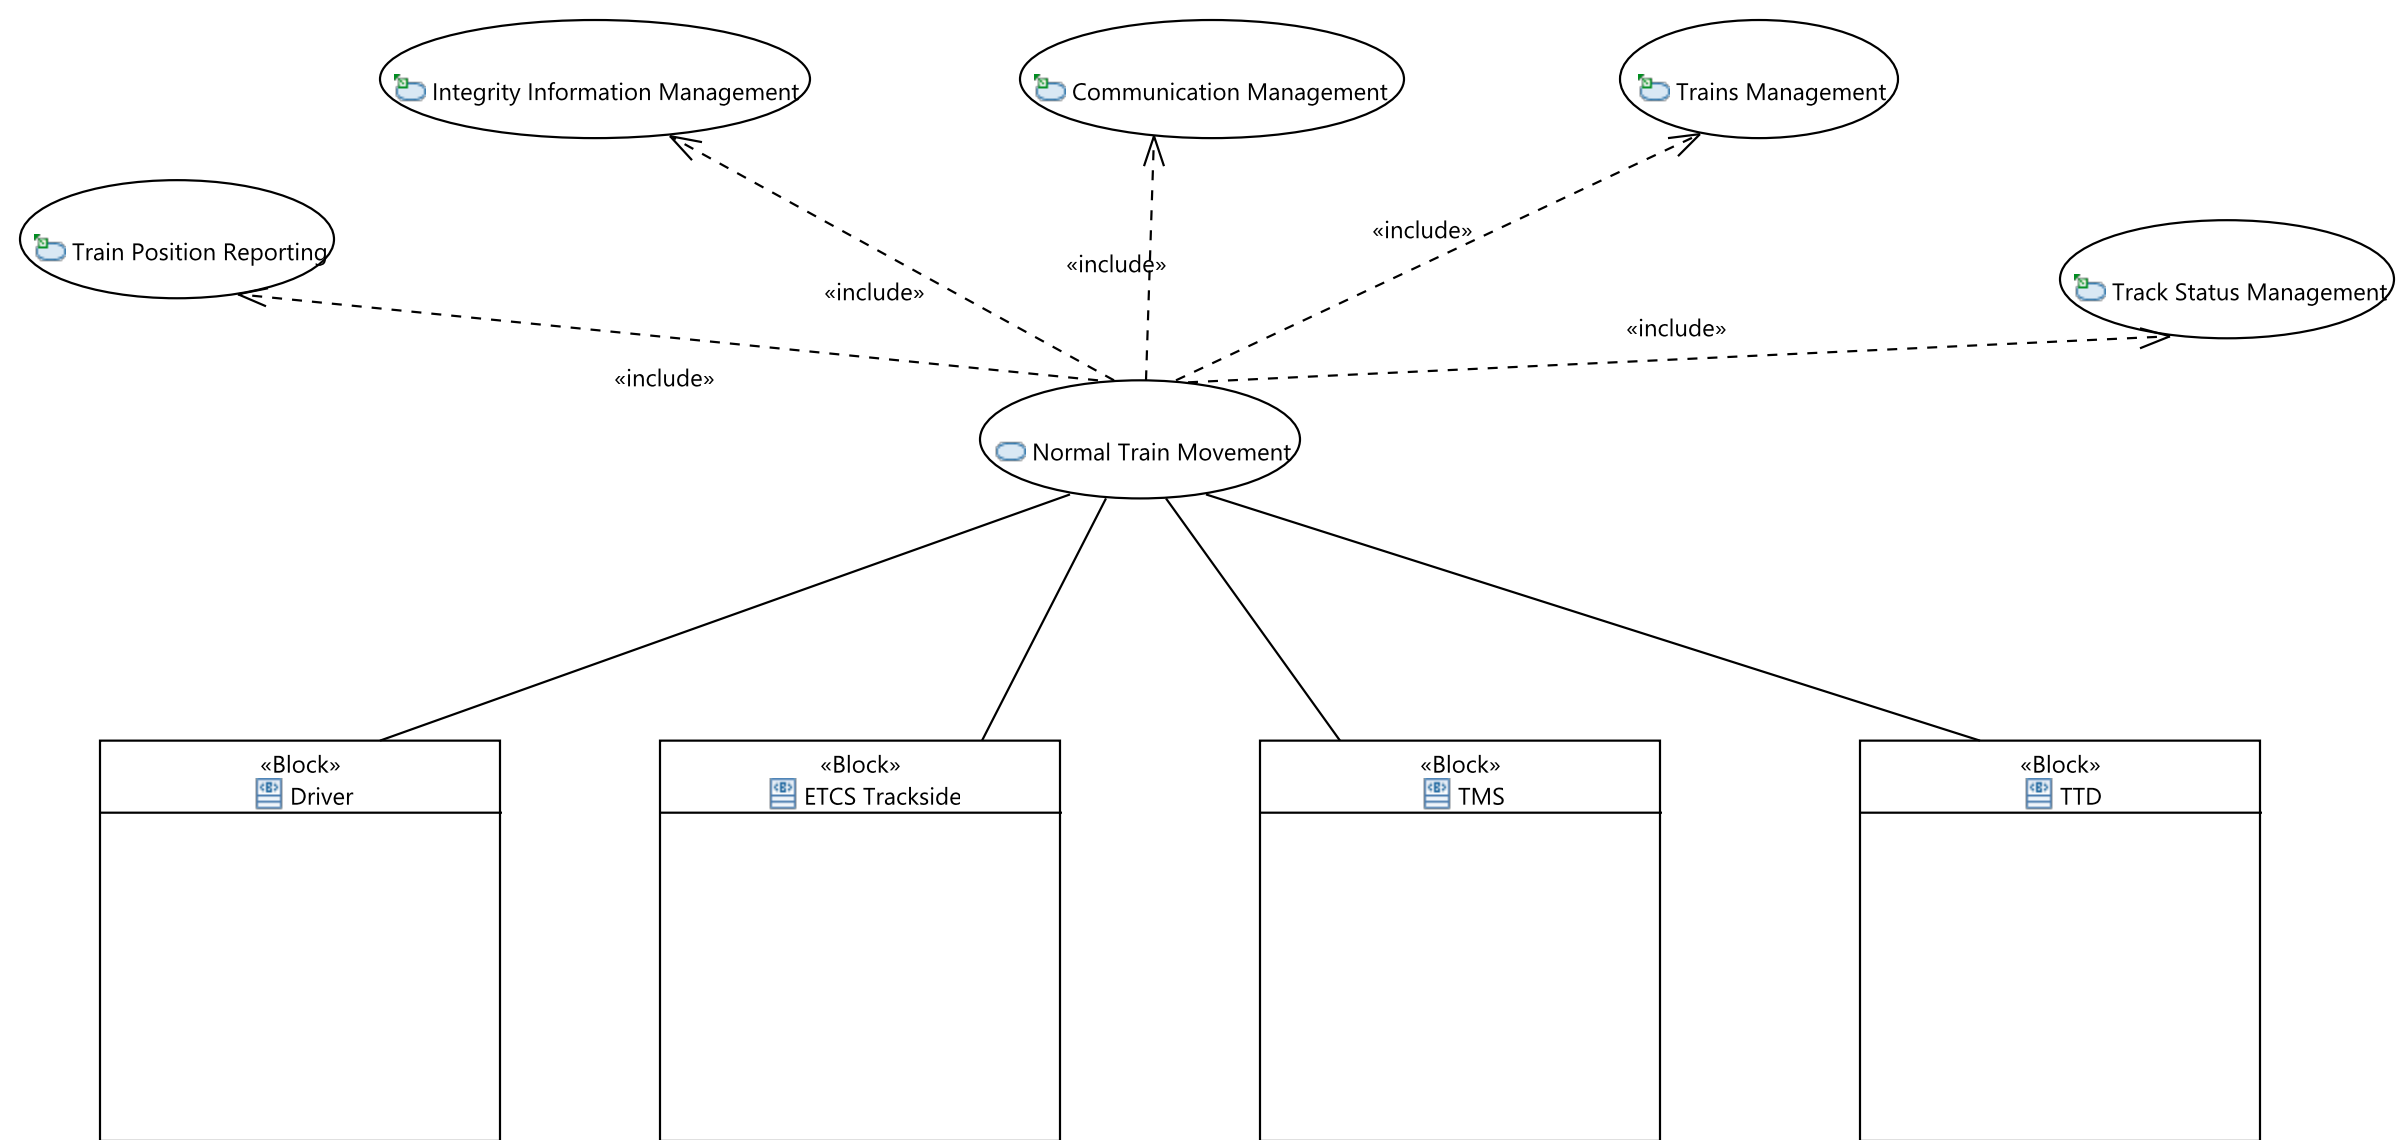 Integrity Information Management
Communication Management
Trains Management
Train Position Reporting
Track Status Management
«include»
«include»
«include»
«include»
«include»
Normal Train Movement
«Block»
Driver
«Block»
ETCS Trackside
«Block»
TMS
«Block»
TTD